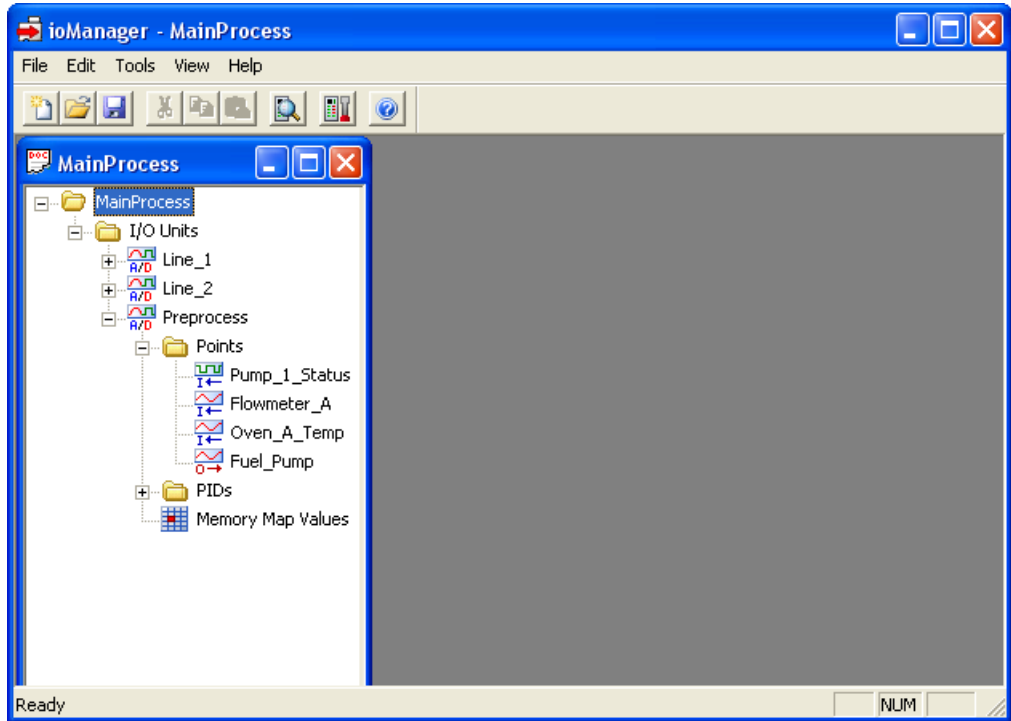 ioManager - MainProcess
File Edit Tools View Help
DOC MainProcess
MainProcess
I/O Units
A/D Line_1
A/D Line_2
A/D Preprocess
Points
I Pump_1_Status
I Flowmeter_A
I Oven_A_Temp
O Fuel_Pump
PIDs
Memory Map Values
Ready NUM